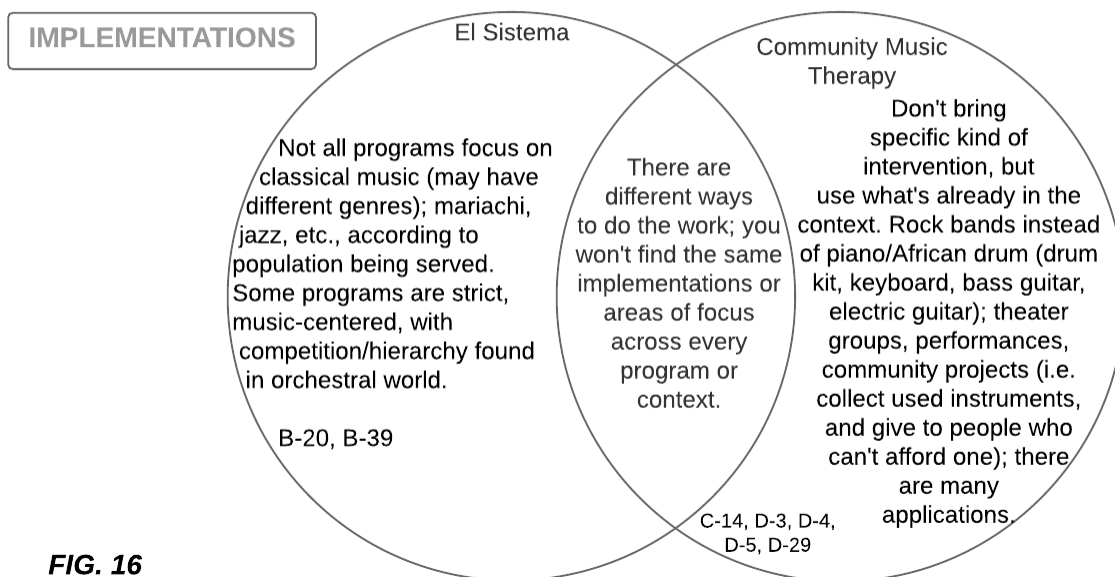 IMPLEMENTATIONS
El Sistema
Not all programs focus on
classical music (may have
different genres); mariachi,
jazz, etc., according to
population being served.
Some programs are strict,
music-centered, with
competition/hierarchy found
in orchestral world.
B-20, B-39
There are
different ways
to do the work; you
won't find the same
implementations or
areas of focus
across every
program or
context.
Community Music
Therapy
Don't bring
specific kind of
intervention, but
use what's already in the
context. Rock bands instead
of piano/African drum (drum
kit, keyboard, bass guitar,
electric guitar); theater
groups, performances,
community projects (i.e.
collect used instruments,
and give to people who
can't afford one); there
are many
applications.
C-14, D-3, D-4,
D-5, D-29
FIG. 16